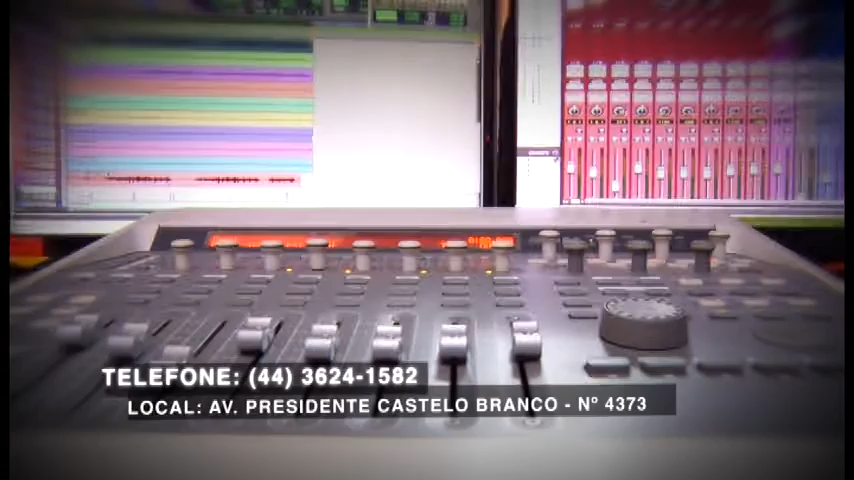 TELEFONE: (44) 3624-1582
LOCAL: AV. PRESIDENTE CASTELO BRANCO - Nº 4373